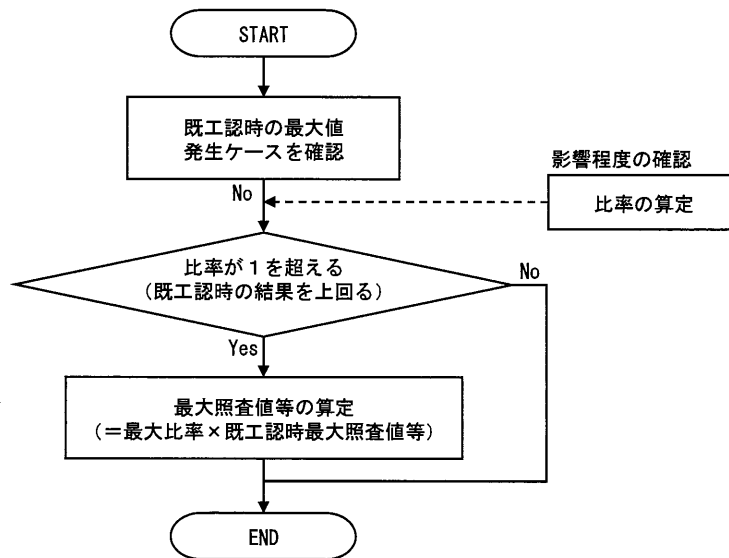 START
既工認時の最大値
発生ケースを確認
影響程度の確認
比率の算定
No
比率が１を超える
（既工認時の結果を上回る）
No
Yes
最大照査値等の算定
（＝最大比率×既工認時最大照査値等）
END